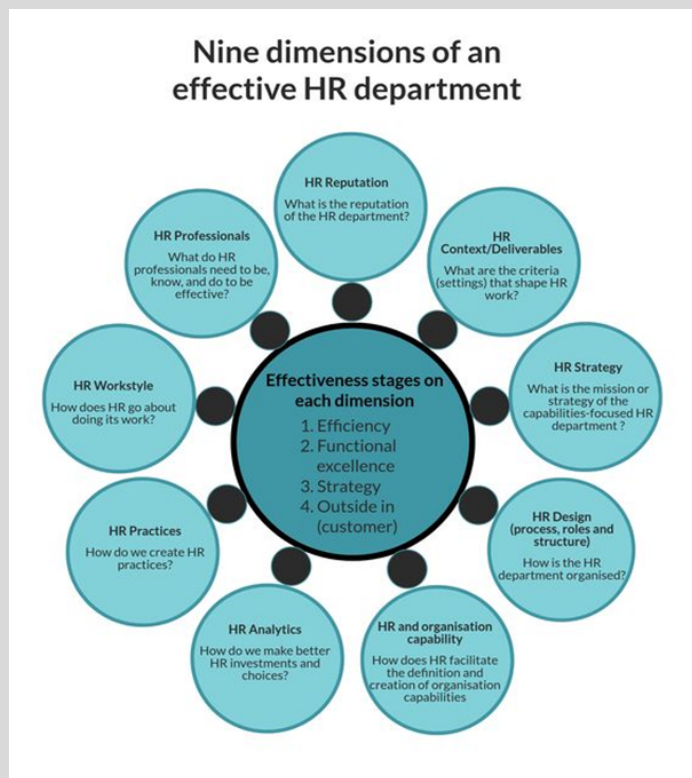 Nine dimensions of an
effective HR department
HR Reputation
What is the reputation
of the HR department?
HR
Context/Deliverables
What are the criteria
(settings) that shape HR
work?
HR Strategy
What is the mission or
strategy of the
capabilities-focused HR
department ?
HR Design
(process, roles and
structure)
How is the HR
department organised?
HR and organisation
capability
How does HR facilitate
the definition and
creation of organisation
capabilities
HR Analytics
How do we make better
HR investments and
choices?
HR Practices
How do we create HR
practices?
HR Workstyle
How does HR go about
doing its work?
HR Professionals
What do HR
professionals need to be,
know, and do to be
effective?
Effectiveness stages on
each dimension
1. Efficiency
2. Functional
excellence
3. Strategy
4. Outside in
(customer)